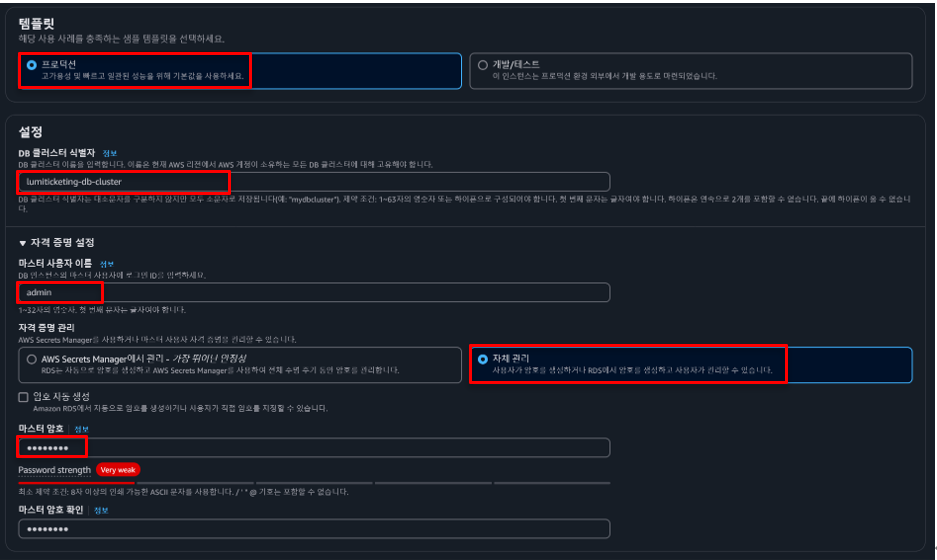 템플릿
해당 사용 사례를 충족하는 샘플 템플릿을 선택하세요.
프로덕션
고가용성 및 빠르고 일관된 성능을 위해 기본값을 사용하세요.
개발/테스트
이 인스턴스는 프로덕션 환경 외부에서 개발 용도로 마련되었습니다.
설정
DB 클러스터 식별자 정보
DB 클러스터 이름을 입력합니다. 이름은 현재 AWS 리전에서 AWS 계정이 소유하는 모든 DB 클러스터에 대해 고유해야 합니다.
lumiticketing-db-cluster
DB 클러스터 식별자는 대소문자를 구분하지 않지만 모두 소문자로 저장됩니다(예: "mydbcluster"). 제약 조건: 1~63자의 영숫자 또는 하이픈으로 구성되어야 합니다. 첫 번째 문자는 글자여야 합니다. 하이픈은 연속으로 2개를 포함할 수 없습니다. 끝에 하이픈이 올 수 없습니다.
▼ 자격 증명 설정
마스터 사용자 이름 정보
DB 인스턴스의 마스터 사용자에 로그인 ID를 입력하세요.
admin
1~32자의 영숫자. 첫 번째 문자는 글자여야 합니다.
자격 증명 관리
AWS Secrets Manager를 사용하거나 마스터 사용자 자격 증명을 관리할 수 있습니다.
AWS Secrets Manager에서 관리 - 가장 뛰어난 안정성
RDS는 자동으로 암호를 생성하고 AWS Secrets Manager를 사용하여 전체 수명 주기 동안 암호를 관리합니다.
자체 관리
사용자가 암호를 생성하거나 RDS에서 암호를 생성하고 사용자가 관리할 수 있습니다.
암호 자동 생성
Amazon RDS에서 자동으로 암호를 생성하거나 사용자가 직접 암호를 지정할 수 있습니다.
마스터 암호 정보
••••••••
Password strength Very weak
최소 제약 조건: 8자 이상의 인쇄 가능한 ASCII 문자를 사용합니다. / ' " @ 기호는 포함할 수 없습니다.
마스터 암호 확인 정보
••••••••